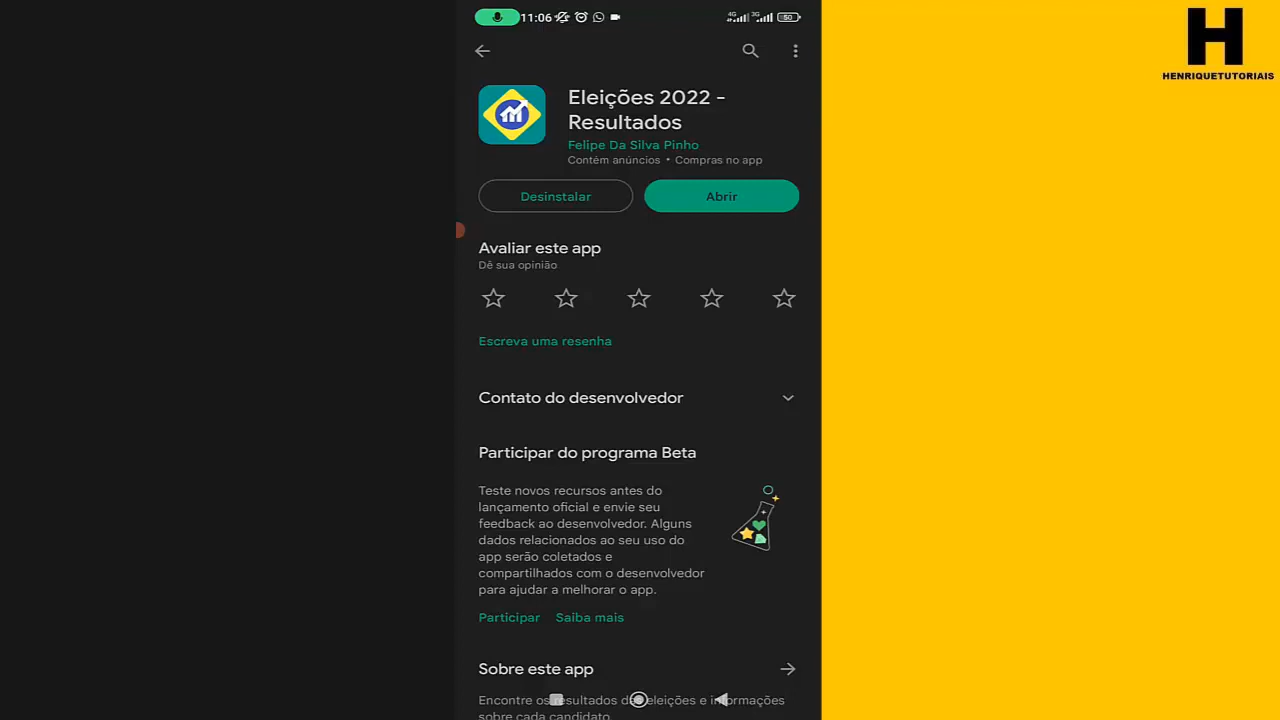 11:06
4G 3G 50
H
HENRIQUETUTORIAIS
Eleições 2022 -
Resultados
Felipe Da Silva Pinho
Contém anúncios • Compras no app
Desinstalar
Abrir
Avaliar este app
Dê sua opinião
Escreva uma resenha
Contato do desenvolvedor
Participar do programa Beta
Teste novos recursos antes do
lançamento oficial e envie seu
feedback ao desenvolvedor. Alguns
dados relacionados ao seu uso do
app serão coletados e
compartilhados com o desenvolvedor
para ajudar a melhorar o app.
Participar
Saiba mais
Sobre este app
Encontre os resultados das eleições e informações
sobre cada candidato